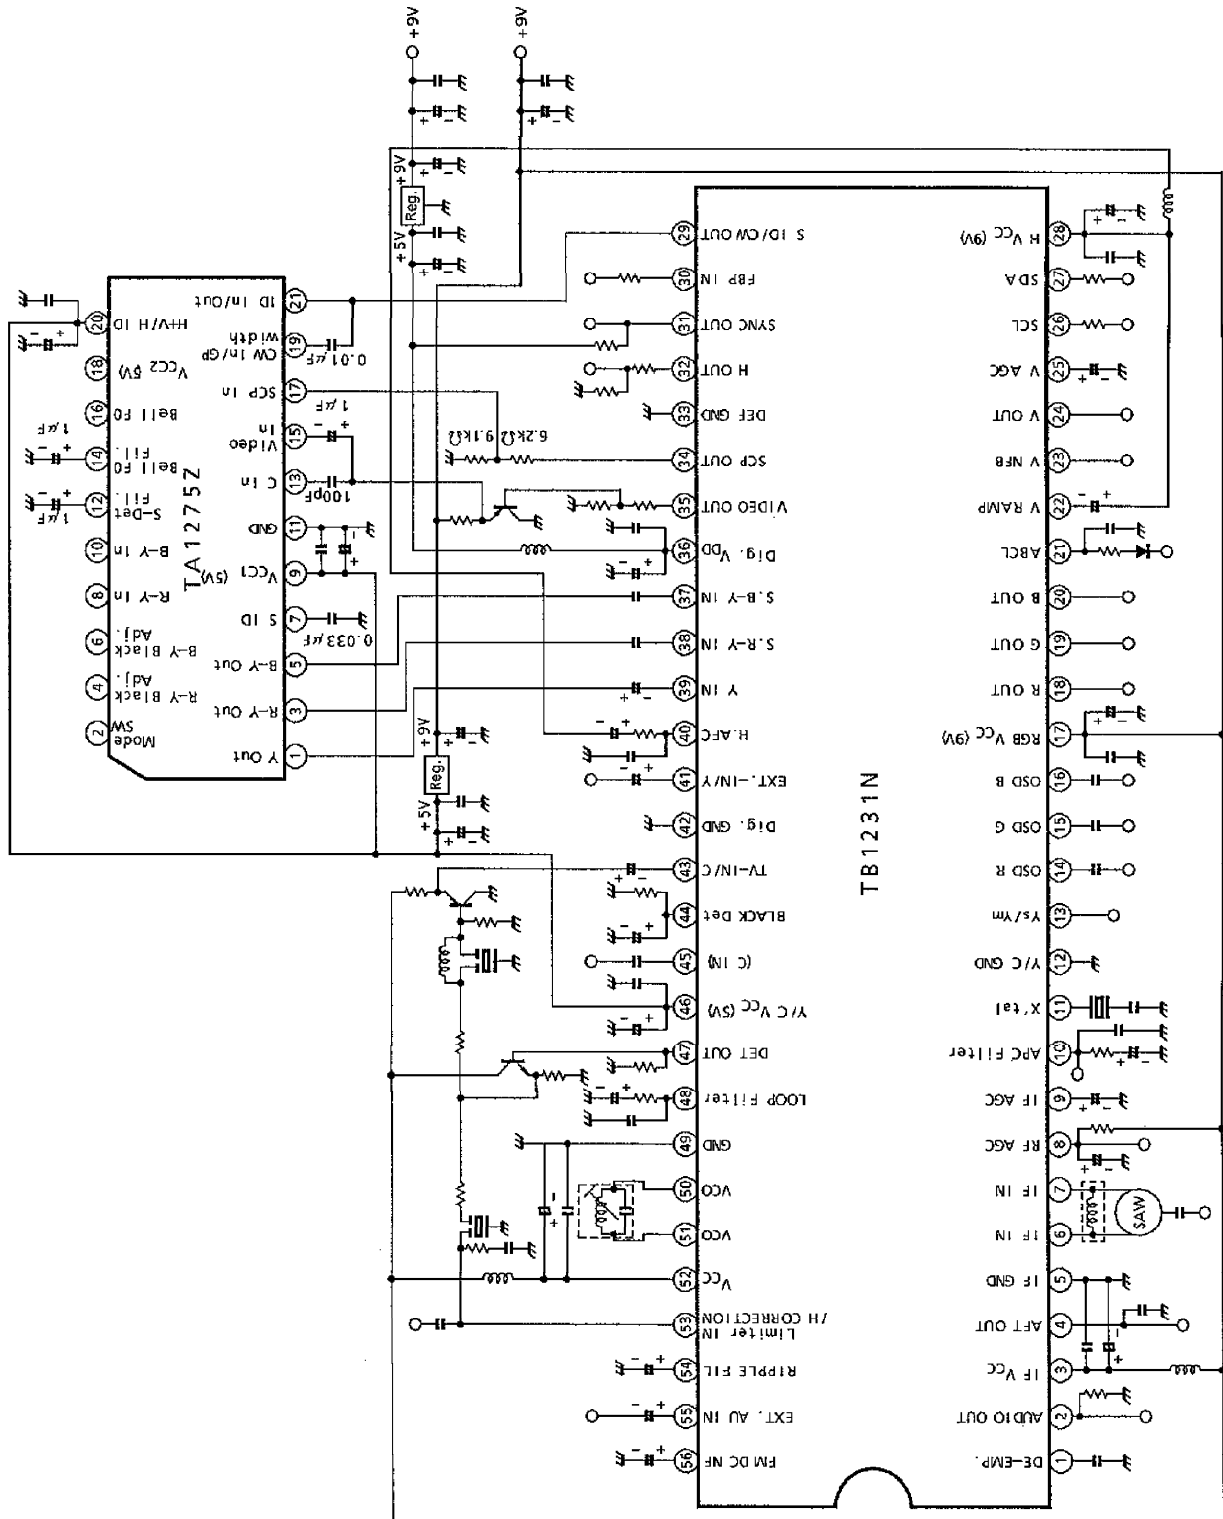 +9V
+9V
+9V
Reg.
+5V
TA1275Z
20 H+V/H ID
18 VCC2 (5V)
16 Bell F0
14 Bell F0 Fil.
1μF
12 S-Det Fil.
1μF
10 B-Y In
8 R-Y In
6 B-Y Black Adj.
4 R-Y Black Adj.
2 Mode SW
21 ID In/Out
19 CW In/GP Width
0.01μF
17 SCP In
15 Video In
1μF
13 C In
100pF
11 GND
9 VCC1 (5V)
7 S ID
0.033μF
5 B-Y Out
3 R-Y Out
1 Y Out
6.2kΩ
9.1kΩ
+9V
Reg.
+5V
TB1231N
29 S ID/CW OUT
30 FBP IN
31 SYNC OUT
32 H OUT
33 DEF GND
34 SCP OUT
35 VIDEO OUT
36 Dig. VDD
37 S.B-Y IN
38 S.R-Y IN
39 Y IN
40 H.AFC
41 EXT.-IN/Y
42 Dig. GND
43 TV-IN/C
44 BLACK Det
45 (C IN)
46 Y/C VCC (5V)
47 DET OUT
48 LOOP Filter
49 GND
50 VCO
51 VCO
52 VCC
53 Limiter IN
/H CORRECTION
54 RIPPLE FIL
55 EXT. AU IN
56 FM DC NF
28 H VCC (9V)
27 SDA
26 SCL
25 V AGC
24 V OUT
23 V NFB
22 V RAMP
21 ABCL
20 B OUT
19 G OUT
18 R OUT
17 RGB VCC (9V)
16 OSD B
15 OSD G
14 OSD R
13 Ys/Ym
12 Y/C GND
11 X'tal
10 APC Filter
9 IF AGC
8 RF AGC
7 IF IN
6 IF IN
SAW
5 IF GND
4 AFT OUT
3 IF VCC
2 AUDIO OUT
1 DE-EMP.